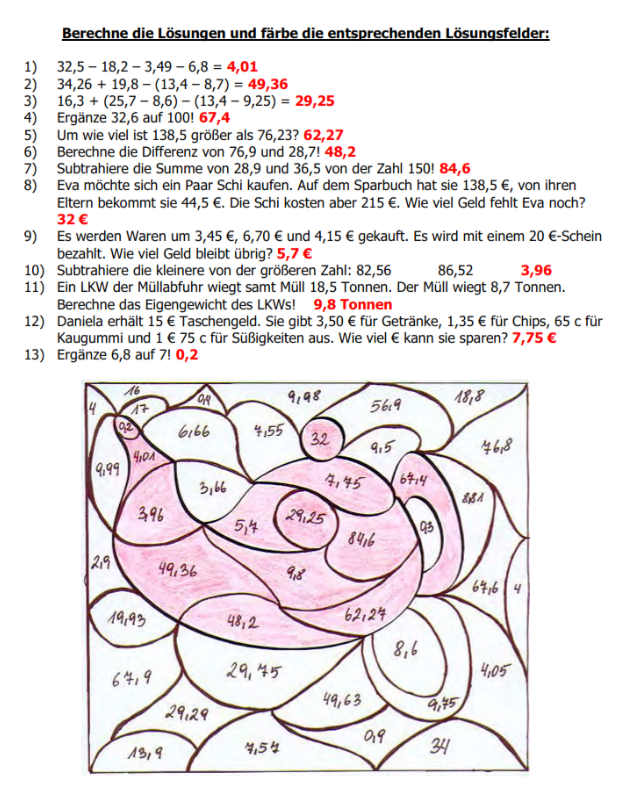 Berechne die Lösungen und färbe die entsprechenden Lösungsfelder:
1) 32,5 – 18,2 – 3,49 – 6,8 = 4,01
2) 34,26 + 19,8 – (13,4 – 8,7) = 49,36
3) 16,3 + (25,7 – 8,6) – (13,4 – 9,25) = 29,25
4) Ergänze 32,6 auf 100! 67,4
5) Um wie viel ist 138,5 größer als 76,23? 62,27
6) Berechne die Differenz von 76,9 und 28,7! 48,2
7) Subtrahiere die Summe von 28,9 und 36,5 von der Zahl 150! 84,6
8) Eva möchte sich ein Paar Schi kaufen. Auf dem Sparbuch hat sie 138,5 €, von ihren
Eltern bekommt sie 44,5 €. Die Schi kosten aber 215 €. Wie viel Geld fehlt Eva noch?
32 €
9) Es werden Waren um 3,45 €, 6,70 € und 4,15 € gekauft. Es wird mit einem 20 €-Schein
bezahlt. Wie viel Geld bleibt übrig? 5,7 €
10) Subtrahiere die kleinere von der größeren Zahl: 82,56 86,52 3,96
11) Ein LKW der Müllabfuhr wiegt samt Müll 18,5 Tonnen. Der Müll wiegt 8,7 Tonnen.
Berechne das Eigengewicht des LKWs! 9,8 Tonnen
12) Daniela erhält 15 € Taschengeld. Sie gibt 3,50 € für Getränke, 1,35 € für Chips, 65 c für
Kaugummi und 1 € 75 c für Süßigkeiten aus. Wie viel € kann sie sparen? 7,75 €
13) Ergänze 6,8 auf 7! 0,2
16 0,4 9,98 18,8
4 17 56,9
0,2 6,66 7,55 32 9,5 76,8
9,99 4,01
3,66 7,75 67,4 8,81
3,96 5,7 29,25 84,6 0,3
2,9 49,36 9,8 67,6 4
19,93 48,2 62,27
67,9 29,75 8,6 4,05
29,29 49,63 9,75
13,9 7,57 0,9 34